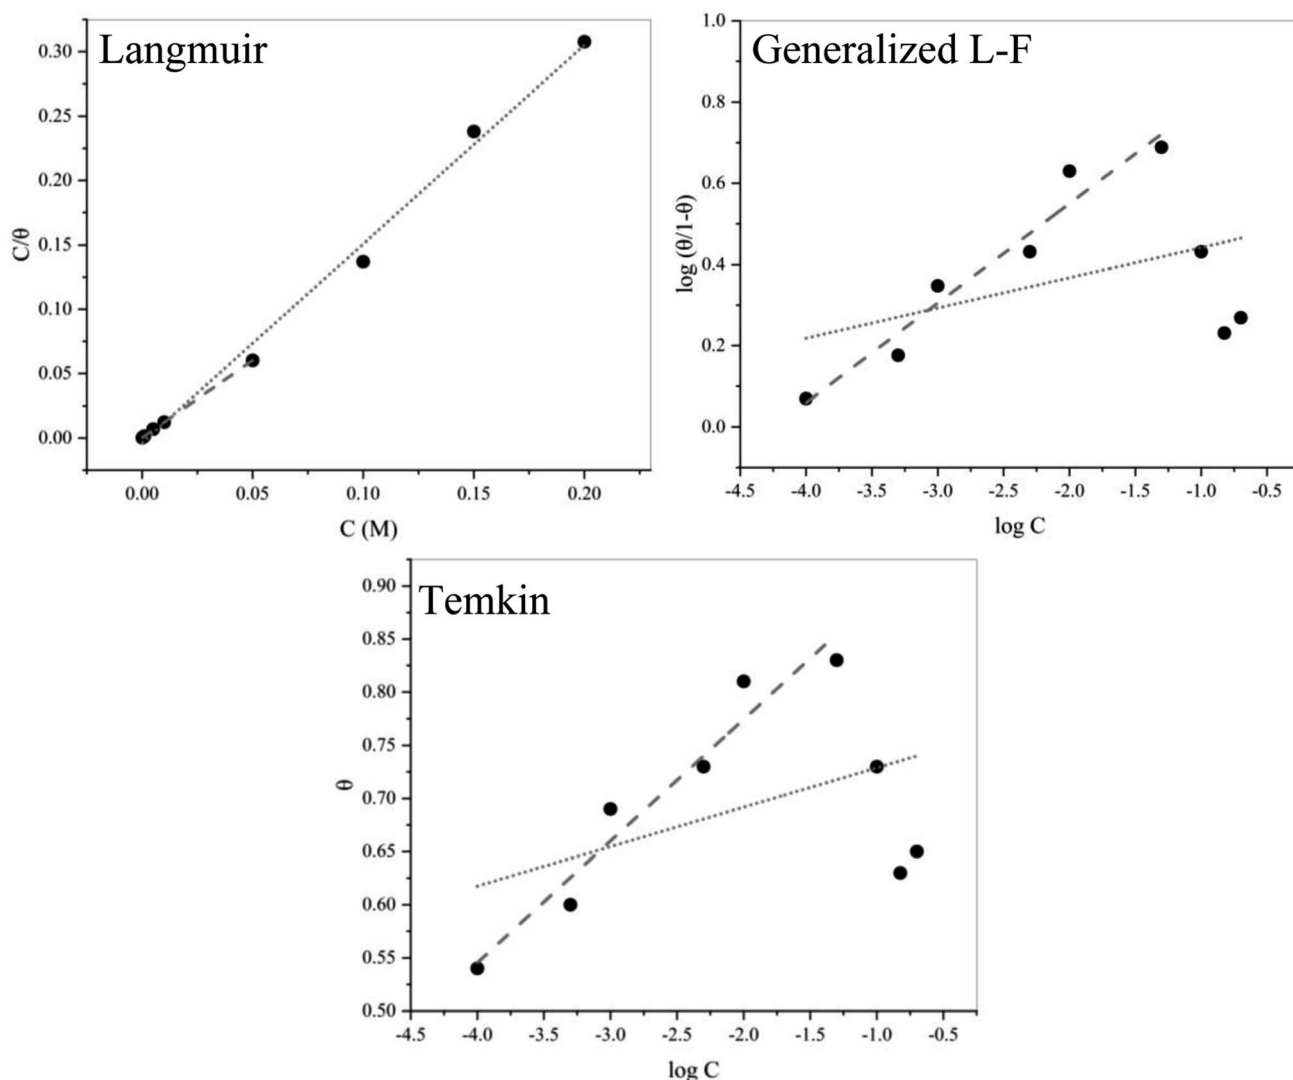 Langmuir
0.30
0.25
0.20
0.15
0.10
0.05
0.00
C/θ
0.00 0.05 0.10 0.15 0.20
C (M)
Generalized L-F
1.0
0.8
0.6
0.4
0.2
0.0
log (θ/1-θ)
-4.5 -4.0 -3.5 -3.0 -2.5 -2.0 -1.5 -1.0 -0.5
log C
Temkin
0.90
0.85
0.80
0.75
0.70
0.65
0.60
0.55
0.50
θ
-4.5 -4.0 -3.5 -3.0 -2.5 -2.0 -1.5 -1.0 -0.5
log C